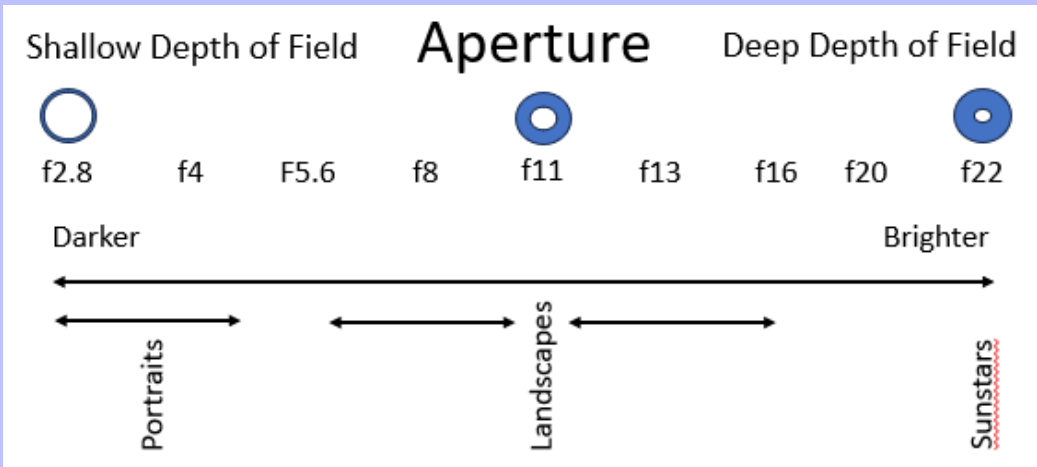 Aperture
Shallow Depth of Field
Deep Depth of Field
f2.8 f4 F5.6 f8 f11 f13 f16 f20 f22
Darker Brighter
Portraits
Landscapes
Sunstars